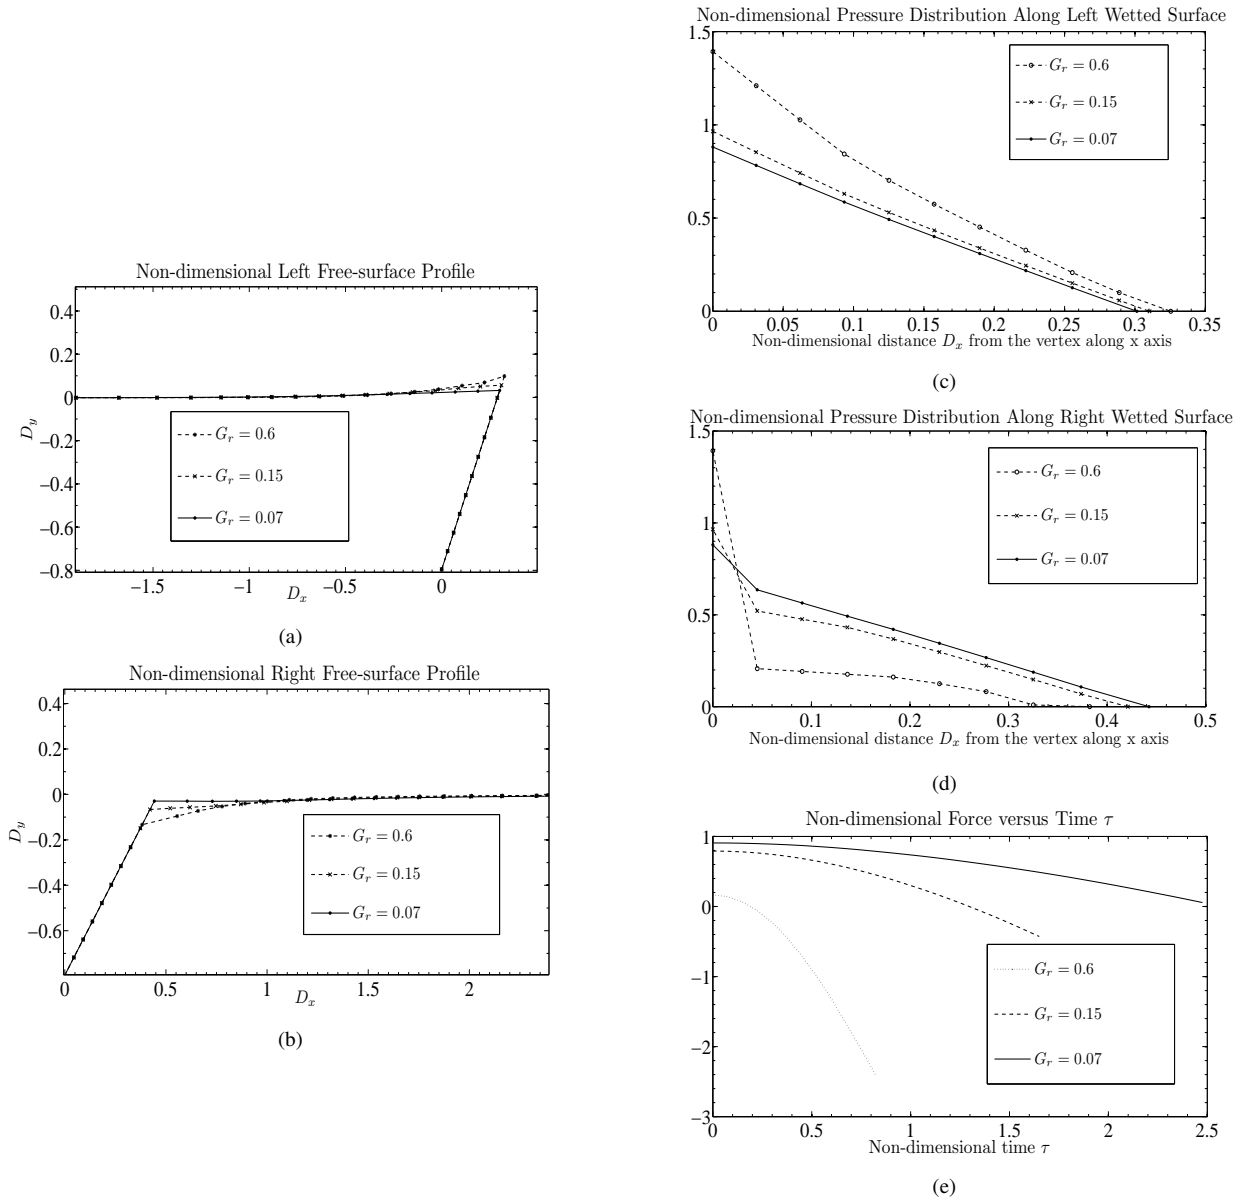 Non-dimensional Left Free-surface Profile
0.4
0.2
0
−0.2
−0.4
−0.6
−0.8
D_y
G_r = 0.6
G_r = 0.15
G_r = 0.07
−1.5
−1
−0.5
0
D_x
(a)
Non-dimensional Right Free-surface Profile
0.4
0.2
0
−0.2
−0.4
−0.6
D_y
G_r = 0.6
G_r = 0.15
G_r = 0.07
0
0.5
1
1.5
2
D_x
(b)
Non-dimensional Pressure Distribution Along Left Wetted Surface
1.5
1
0.5
0
G_r = 0.6
G_r = 0.15
G_r = 0.07
0
0.05
0.1
0.15
0.2
0.25
0.3
0.35
Non-dimensional distance D_x from the vertex along x axis
(c)
Non-dimensional Pressure Distribution Along Right Wetted Surface
1.5
1
0.5
0
G_r = 0.6
G_r = 0.15
G_r = 0.07
0
0.1
0.2
0.3
0.4
0.5
Non-dimensional distance D_x from the vertex along x axis
(d)
Non-dimensional Force versus Time τ
1
0
−1
−2
−3
G_r = 0.6
G_r = 0.15
G_r = 0.07
0
0.5
1
1.5
2
2.5
Non-dimensional time τ
(e)